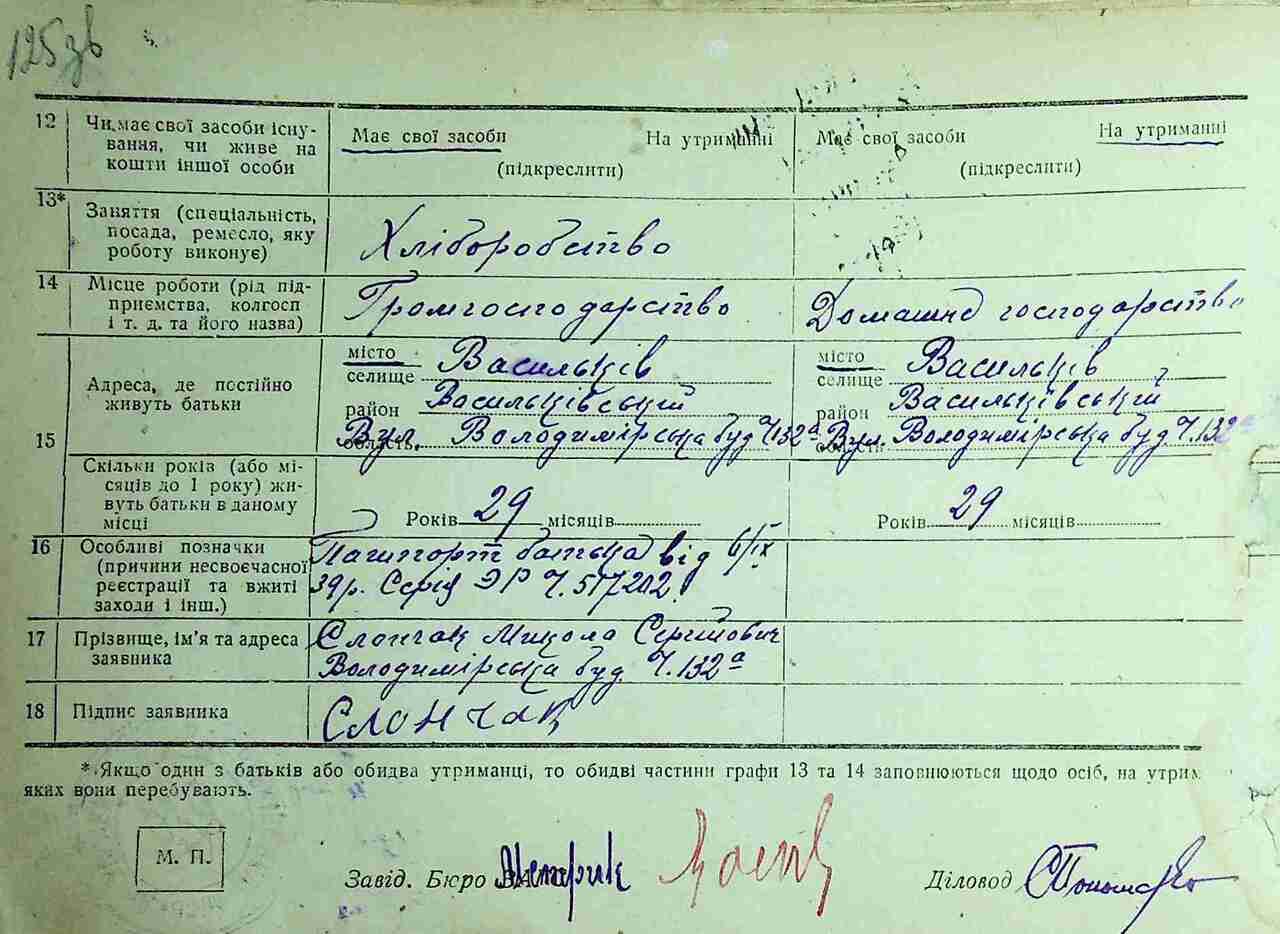 125зв
12 Чи має свої засоби існування, чи живе на кошти іншої особи
Має свої засоби На утриманні
(підкреслити)
Має свої засоби На утриманні
(підкреслити)
13* Заняття (спеціальність, посада, ремесло, яку роботу виконує)
Хліборобство
14 Місце роботи (рід підприємства, колгосп і т. д. та його назва)
Громгосподарство
Домашнє господарство
15 Адреса, де постійно живуть батьки
місто Васильків
селище
район Васильківський
область Вул. Володимірська буд Ч.132а
місто Васильків
селище
район Васильківський
область Вул. Володимірська буд Ч.132а
Скільки років (або місяців до 1 року) живуть батьки в даному місці
Років 29 місяців
Років 29 місяців
16 Особливі позначки (причини несвоєчасної реєстрації та вжиті заходи і інш.)
Пашпорт батька від 6/IX
39р. Серія ЭР Ч. 517202
17 Прізвище, ім'я та адреса заявника
Слончак Микола Сергійович
Володимірська буд Ч.132а
18 Підпис заявника
Слончак
* Якщо один з батьків або обидва утриманці, то обидві частини графи 13 та 14 заповнюються щодо осіб, на утрим
яких вони перебувають.
М. П.
Завід. Бюро Метрик
Діловод